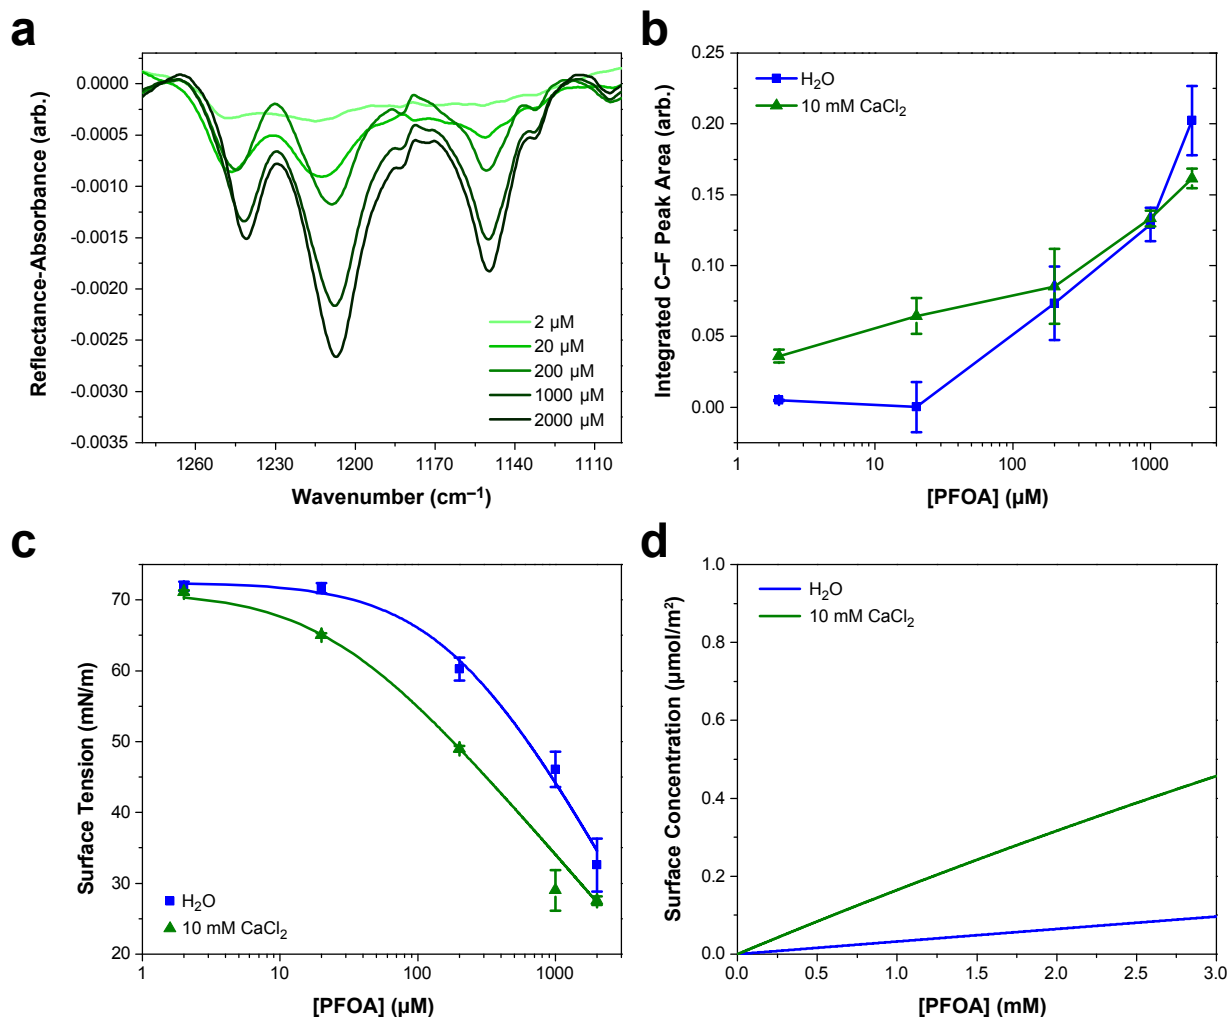 a
0.0000
-0.0005
-0.0010
-0.0015
-0.0020
-0.0025
-0.0030
-0.0035
Reflectance-Absorbance (arb.)
2 µM
20 µM
200 µM
1000 µM
2000 µM
1260
1230
1200
1170
1140
1110
Wavenumber (cm⁻¹)
b
0.25
0.20
0.15
0.10
0.05
0.00
Integrated C–F Peak Area (arb.)
H₂O
10 mM CaCl₂
1
10
100
1000
[PFOA] (µM)
c
70
60
50
40
30
20
Surface Tension (mN/m)
H₂O
10 mM CaCl₂
1
10
100
1000
[PFOA] (µM)
d
1.0
0.8
0.6
0.4
0.2
0.0
Surface Concentration (µmol/m²)
H₂O
10 mM CaCl₂
0.0
0.5
1.0
1.5
2.0
2.5
3.0
[PFOA] (mM)